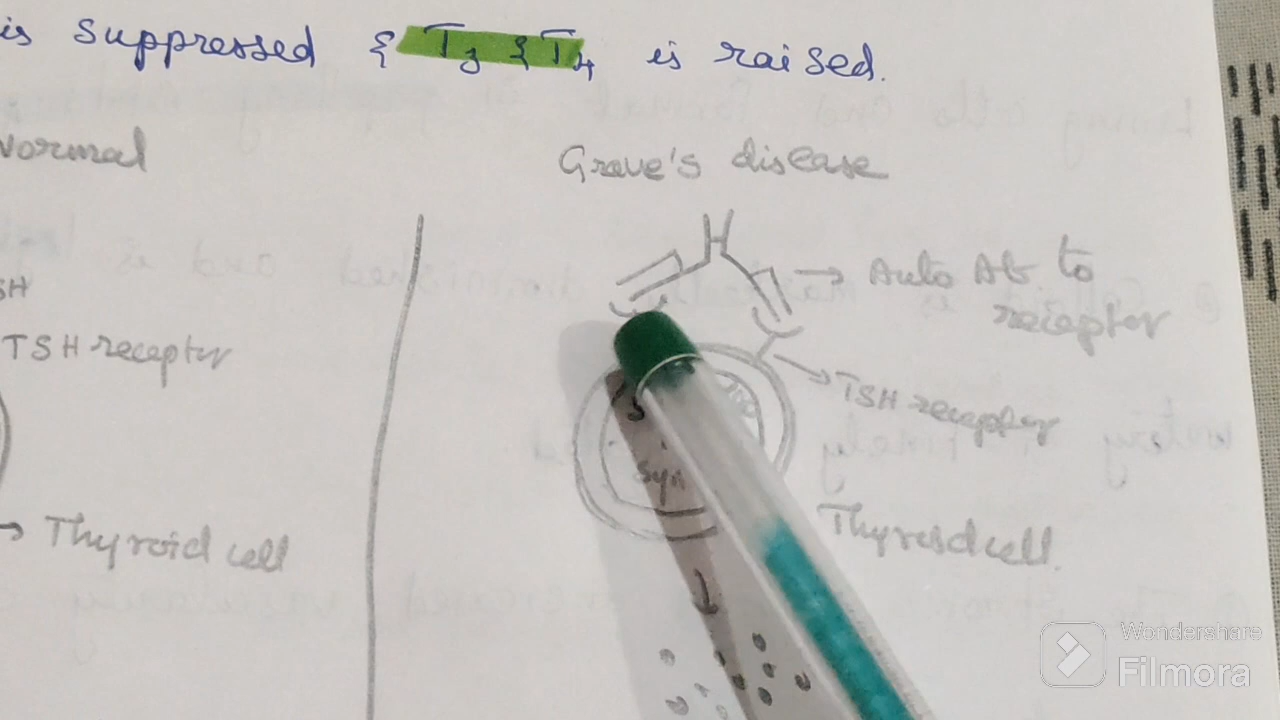 is suppressed & T3 & T4 is raised.
Normal
Grave's disease
SH
TSH recepter
Auto Ab to
receptor
TSH receptor
Thyroid cell
Thyroid cell
Wondershare
Filmora